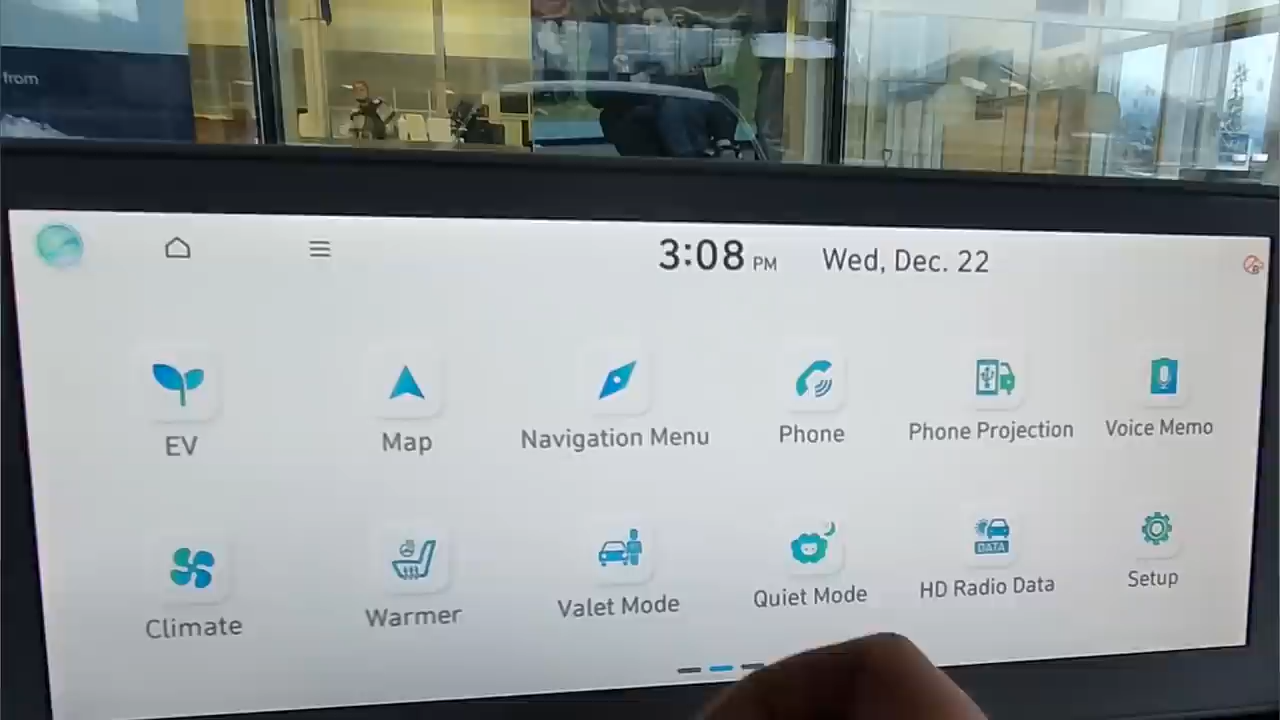 from
3:08 PM Wed, Dec. 22
EV
Map
Navigation Menu
Phone
Phone Projection
Voice Memo
DATA
Climate
Warmer
Valet Mode
Quiet Mode
HD Radio Data
Setup